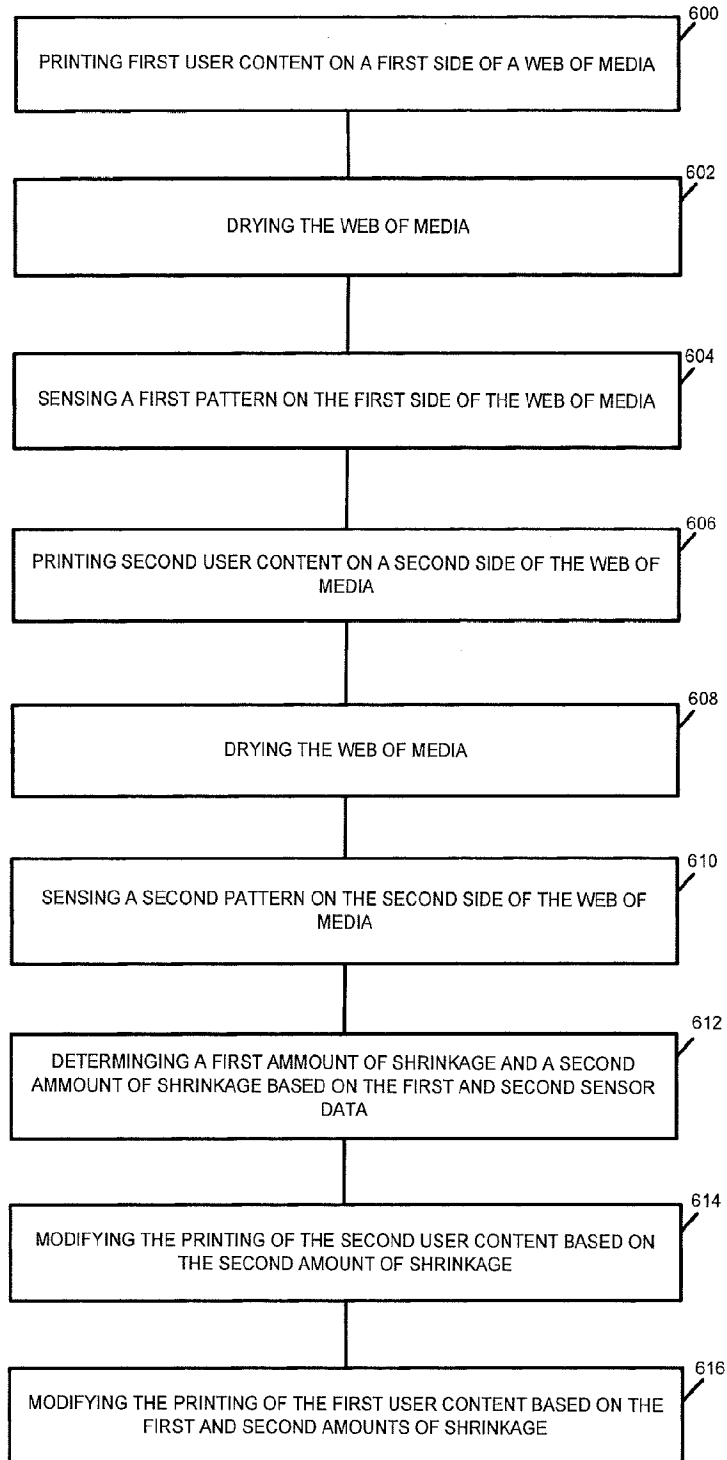 600
PRINTING FIRST USER CONTENT ON A FIRST SIDE OF A WEB OF MEDIA
602
DRYING THE WEB OF MEDIA
604
SENSING A FIRST PATTERN ON THE FIRST SIDE OF THE WEB OF MEDIA
606
PRINTING SECOND USER CONTENT ON A SECOND SIDE OF THE WEB OF
MEDIA
608
DRYING THE WEB OF MEDIA
610
SENSING A SECOND PATTERN ON THE SECOND SIDE OF THE WEB OF
MEDIA
612
DETERMINGING A FIRST AMMOUNT OF SHRINKAGE AND A SECOND
AMMOUNT OF SHRINKAGE BASED ON THE FIRST AND SECOND SENSOR
DATA
614
MODIFYING THE PRINTING OF THE SECOND USER CONTENT BASED ON
THE SECOND AMOUNT OF SHRINKAGE
616
MODIFYING THE PRINTING OF THE FIRST USER CONTENT BASED ON THE
FIRST AND SECOND AMOUNTS OF SHRINKAGE